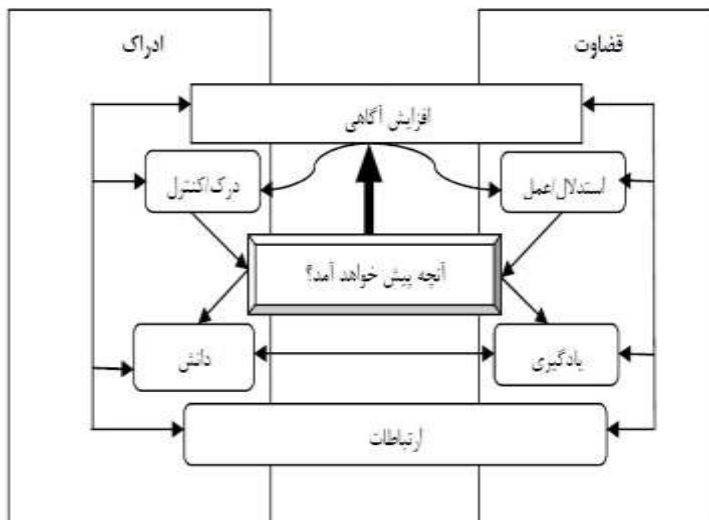 قضاوت
ادراک
افزایش آگاهی
استدلال/عمل
درک/کنترل
آنچه پیش خواهد آمد؟
یادگیری
دانش
ارتباطات